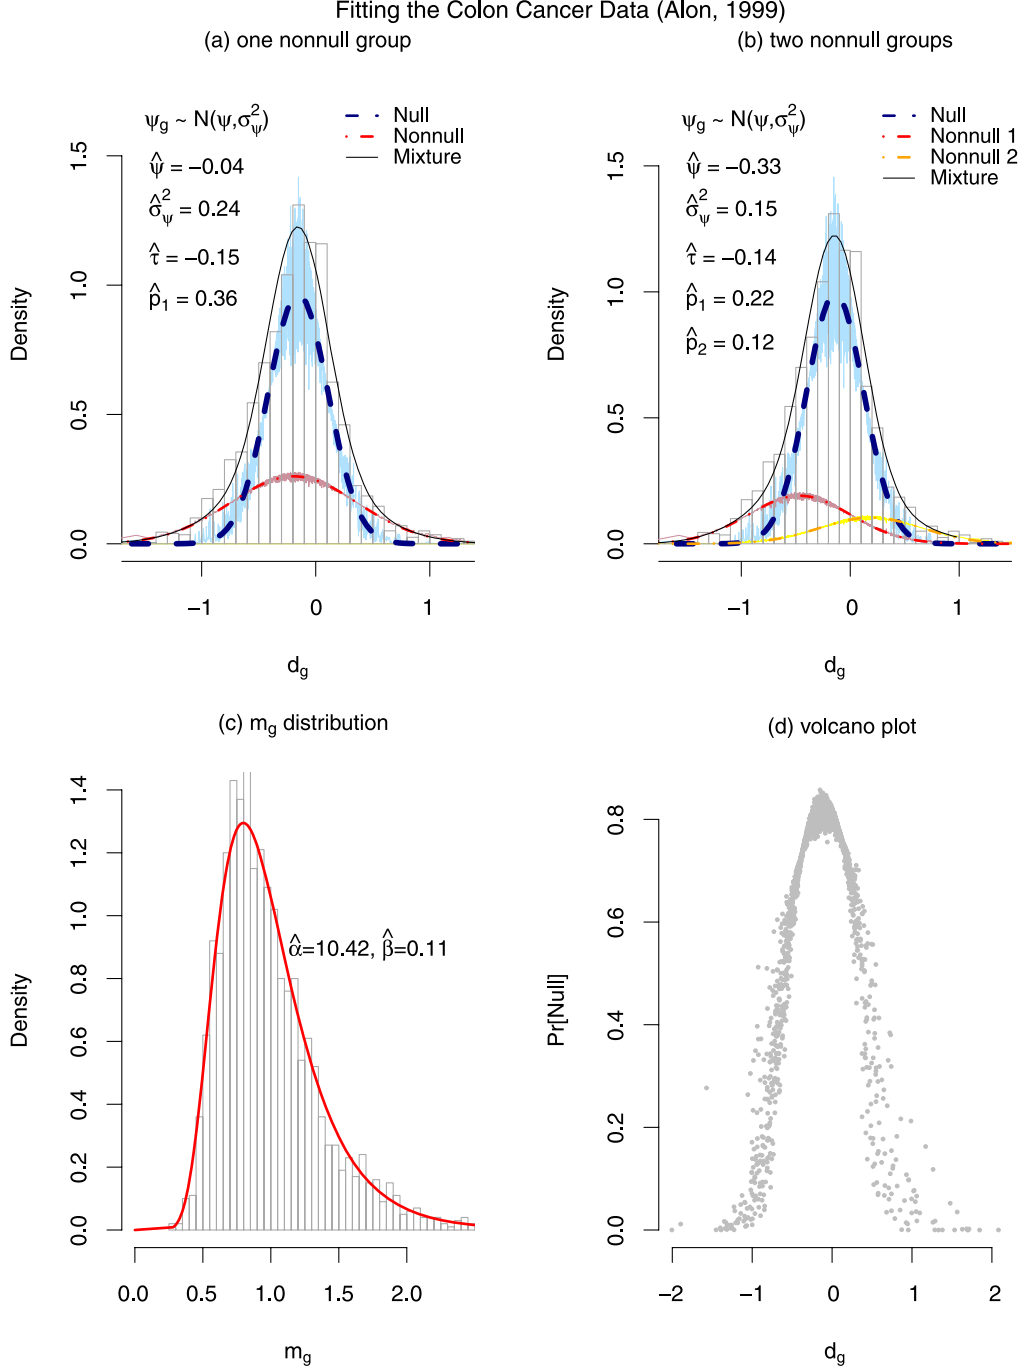 Fitting the Colon Cancer Data (Alon, 1999)
(a) one nonnull group
ψg ~ N(ψ,σ²ψ)
ψ̂ = −0.04
σ̂²ψ = 0.24
τ̂ = −0.15
p̂1 = 0.36
Null
Nonnull
Mixture
Density
0.0 0.5 1.0 1.5
−1 0 1
dg
(b) two nonnull groups
ψg ~ N(ψ,σ²ψ)
ψ̂ = −0.33
σ̂²ψ = 0.15
τ̂ = −0.14
p̂1 = 0.22
p̂2 = 0.12
Null
Nonnull 1
Nonnull 2
Mixture
Density
0.0 0.5 1.0 1.5
−1 0 1
dg
(c) mg distribution
α̂=10.42, β̂=0.11
Density
0.0 0.2 0.4 0.6 0.8 1.0 1.2 1.4
0.0 0.5 1.0 1.5 2.0
mg
(d) volcano plot
Pr[Null]
0.0 0.2 0.4 0.6 0.8
−2 −1 0 1 2
dg